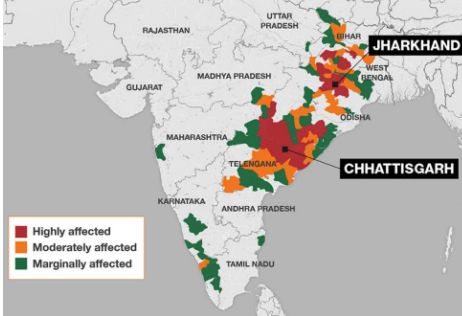 UTTAR
PRADESH
RAJASTHAN
BIHAR
JHARKHAND
WEST
BENGAL
MADHYA PRADESH
GUJARAT
ODISHA
MAHARASHTRA
TELENGANA
CHHATTISGARH
KARNATAKA
ANDHRA PRADESH
Highly affected
Moderately affected
Marginally affected
TAMIL NADU